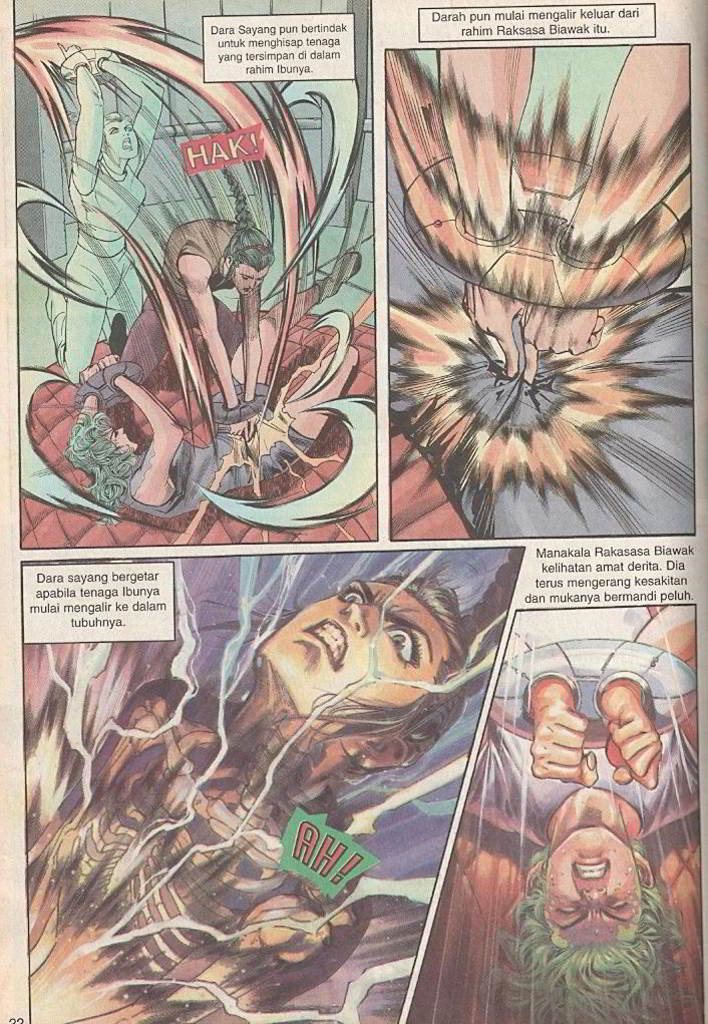 Dara Sayang pun bertindak
untuk menghisap tenaga
yang tersimpan di dalam
rahim Ibunya.
HAK!
Darah pun mulai mengalir keluar dari
rahim Raksasa Biawak itu.
Dara sayang bergetar
apabila tenaga Ibunya
mulai mengalir ke dalam
tubuhnya.
AH!
Manakala Rakasasa Biawak
kelihatan amat derita. Dia
terus mengerang kesakitan
dan mukanya bermandi peluh.
22